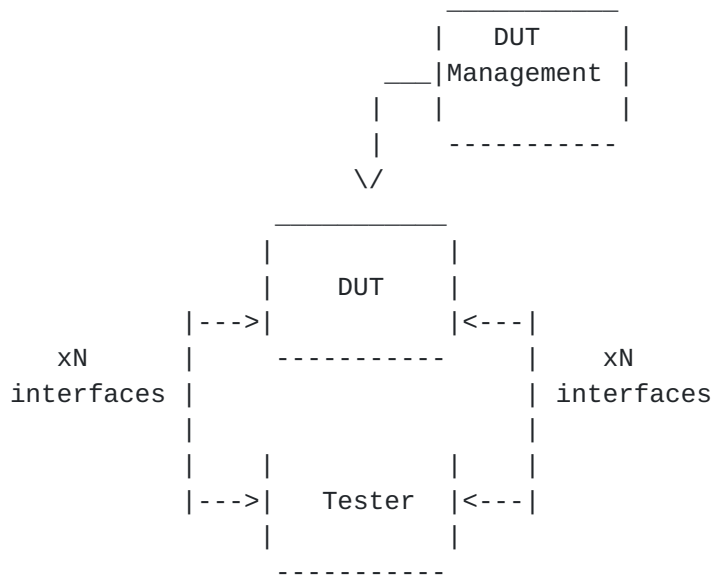 DUT
Management
DUT
xN xN
interfaces interfaces
Tester